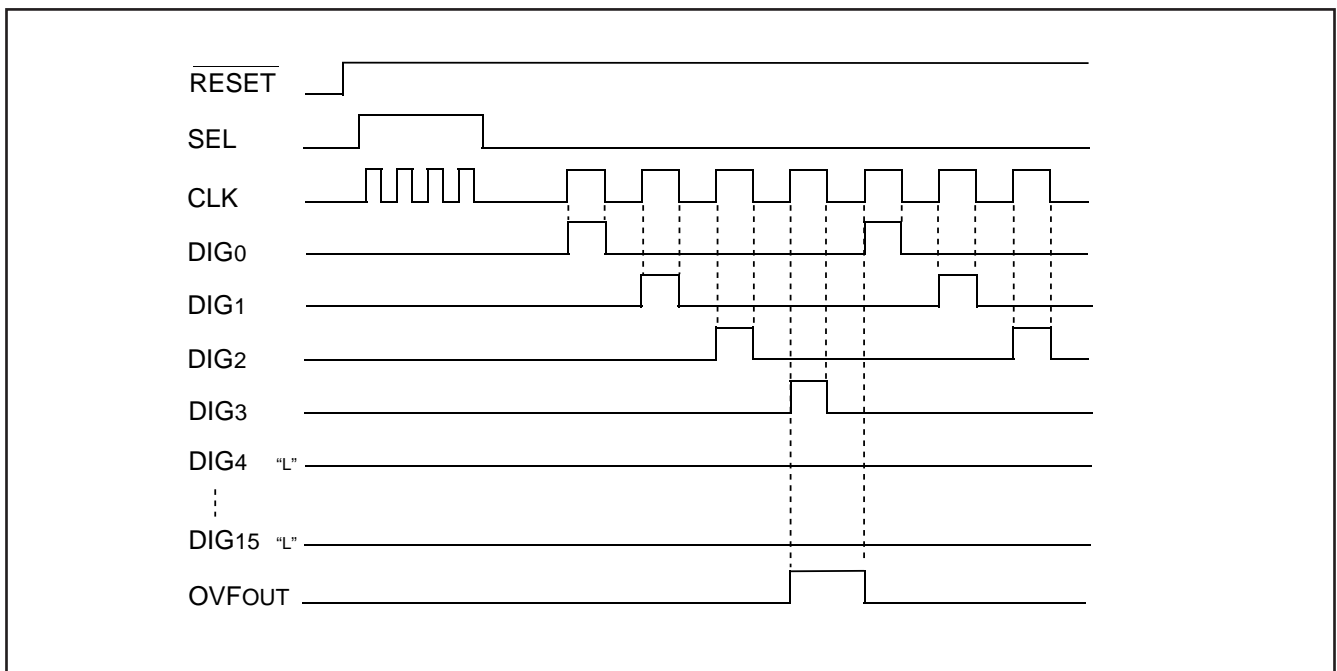 RESET
SEL
CLK
DIG0
DIG1
DIG2
DIG3
DIG4 “L”
DIG15 “L”
OVFOUT